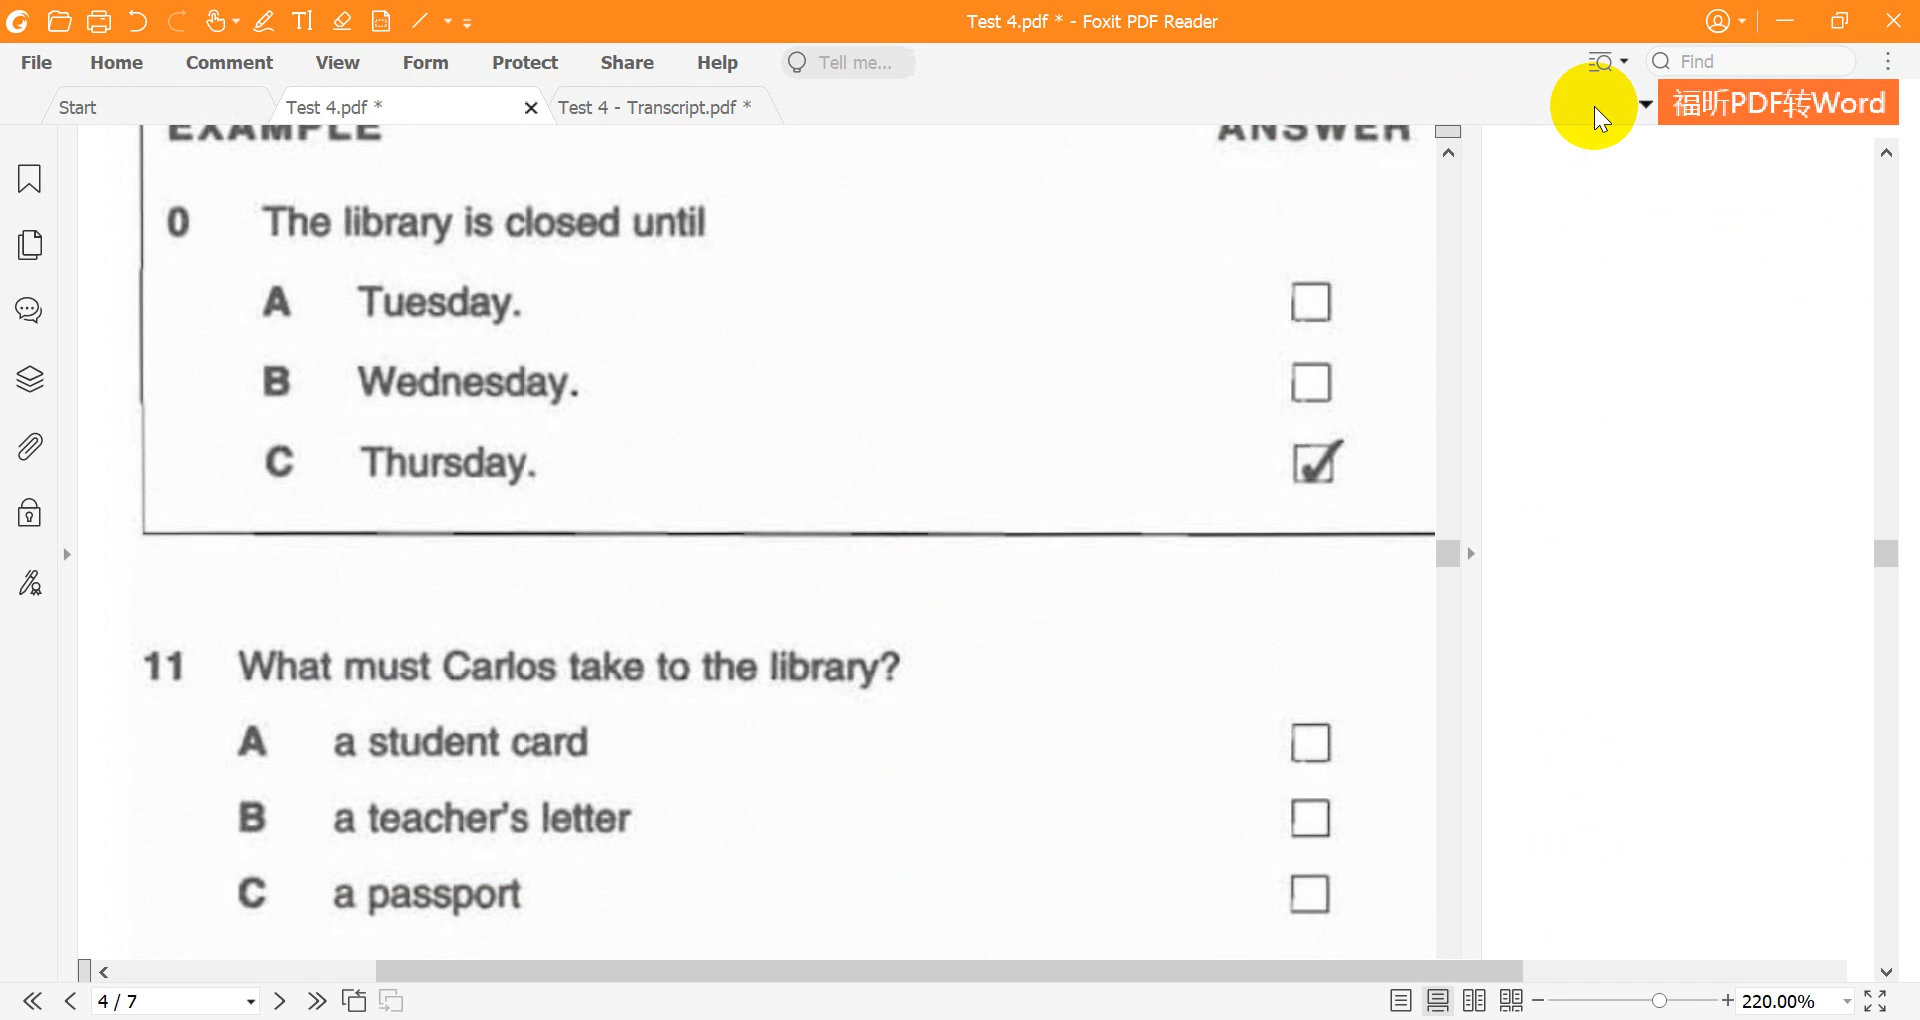 Test 4.pdf * - Foxit PDF Reader
File Home Comment View Form Protect Share Help Tell me... Find
Start Test 4.pdf * Test 4 - Transcript.pdf * 福昕PDF转Word
EXAMPLE ANSWER
0 The library is closed until
A Tuesday.
B Wednesday.
C Thursday.
11 What must Carlos take to the library?
A a student card
B a teacher's letter
C a passport
4 / 7 220.00%